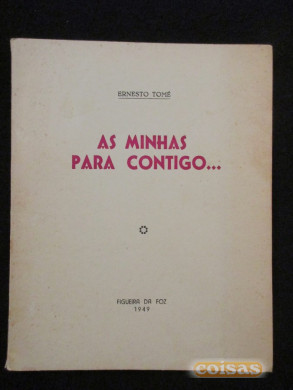 ERNESTO TOMÉ
AS MINHAS
PARA CONTIGO...
FIGUEIRA DA FOZ
1949
coisas